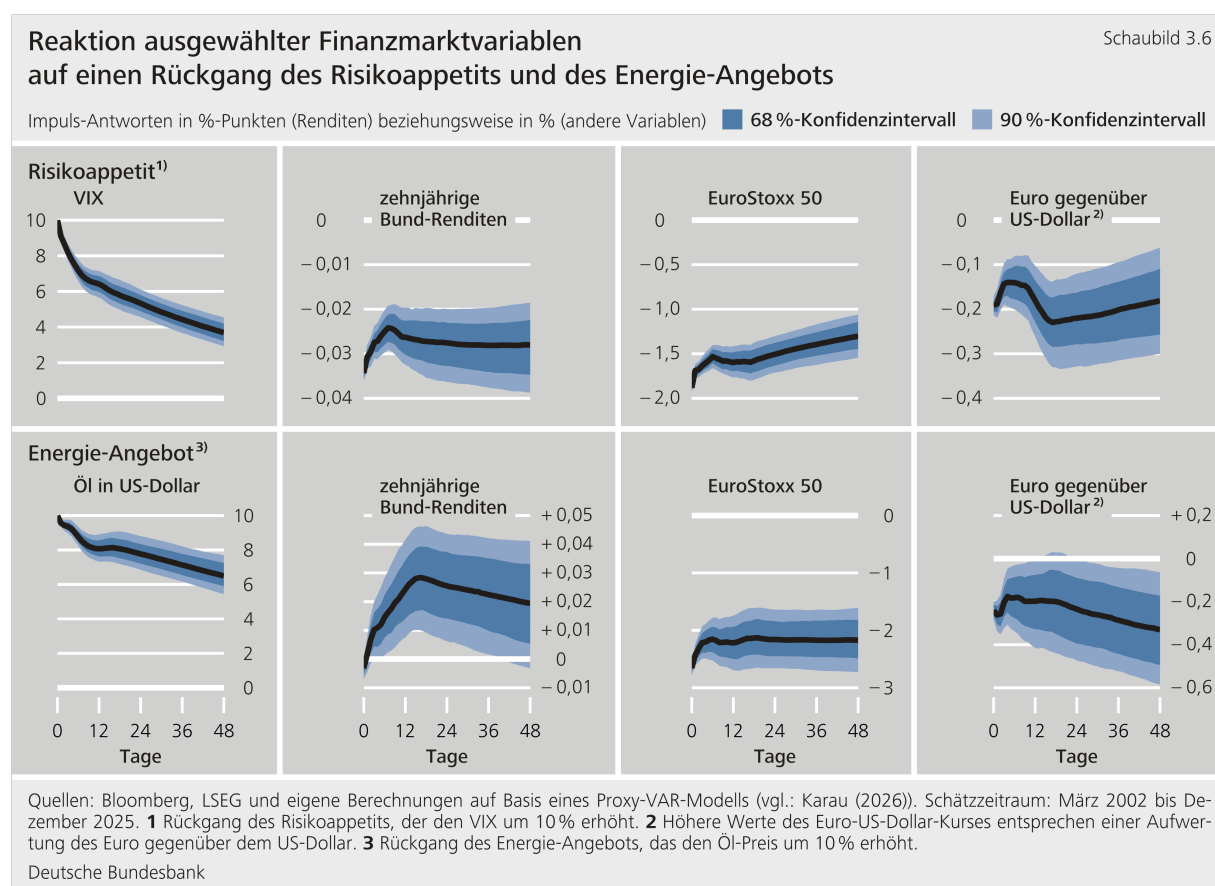 Reaktion ausgewählter Finanzmarktvariablen
auf einen Rückgang des Risikoappetits und des Energie-Angebots
Schaubild 3.6
Impuls-Antworten in %-Punkten (Renditen) beziehungsweise in % (andere Variablen)
68 %-Konfidenzintervall
90 %-Konfidenzintervall
Risikoappetit1)
VIX
10
8
6
4
2
0
zehnjährige
Bund-Renditen
0
− 0,01
− 0,02
− 0,03
− 0,04
EuroStoxx 50
0
− 0,5
− 1,0
− 1,5
− 2,0
Euro gegenüber
US-Dollar2)
0
− 0,1
− 0,2
− 0,3
− 0,4
Energie-Angebot3)
Öl in US-Dollar
10
8
6
4
2
0
0 12 24 36 48
Tage
zehnjährige
Bund-Renditen
+ 0,05
+ 0,04
+ 0,03
+ 0,02
+ 0,01
0
− 0,01
0 12 24 36 48
Tage
EuroStoxx 50
0
− 1
− 2
− 3
0 12 24 36 48
Tage
Euro gegenüber
US-Dollar2)
+ 0,2
0
− 0,2
− 0,4
− 0,6
0 12 24 36 48
Tage
Quellen: Bloomberg, LSEG und eigene Berechnungen auf Basis eines Proxy-VAR-Modells (vgl.: Karau (2026)). Schätzzeitraum: März 2002 bis De-
zember 2025. 1 Rückgang des Risikoappetits, der den VIX um 10 % erhöht. 2 Höhere Werte des Euro-US-Dollar-Kurses entsprechen einer Aufwer-
tung des Euro gegenüber dem US-Dollar. 3 Rückgang des Energie-Angebots, das den Öl-Preis um 10 % erhöht.
Deutsche Bundesbank